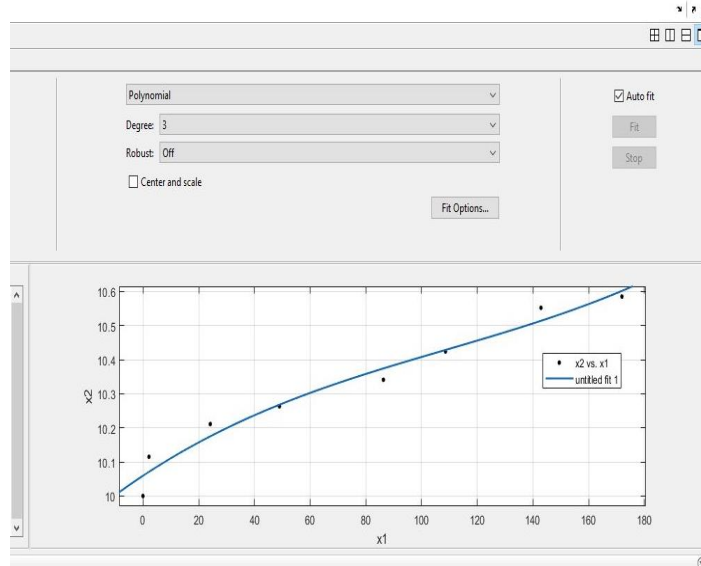 Polynomial
Auto fit
Degree: 3
Fit
Robust: Off
Stop
Center and scale
Fit Options...
10.6
10.5
10.4
10.3
10.2
10.1
10
x2
x2 vs. x1
untitled fit 1
0 20 40 60 80 100 120 140 160 180
x1